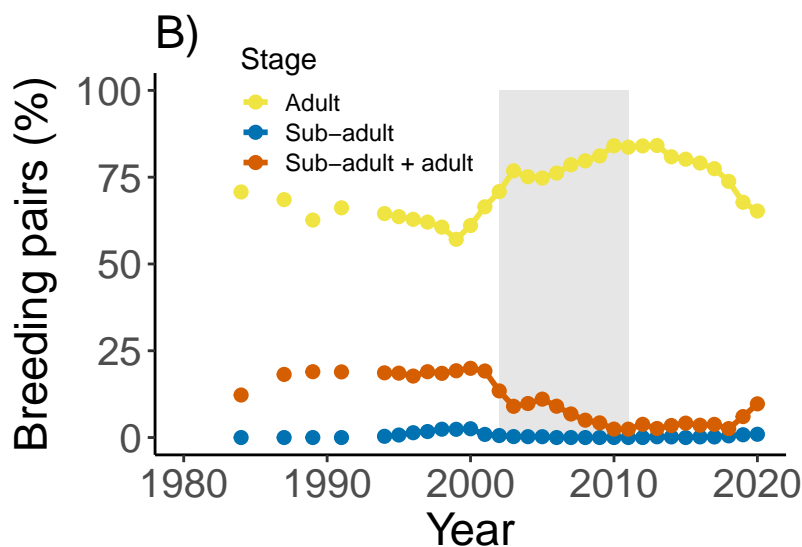 B)
Stage
Adult
Sub−adult
Sub−adult + adult
Breeding pairs (%)
100
75
50
25
0
1980 1990 2000 2010 2020
Year